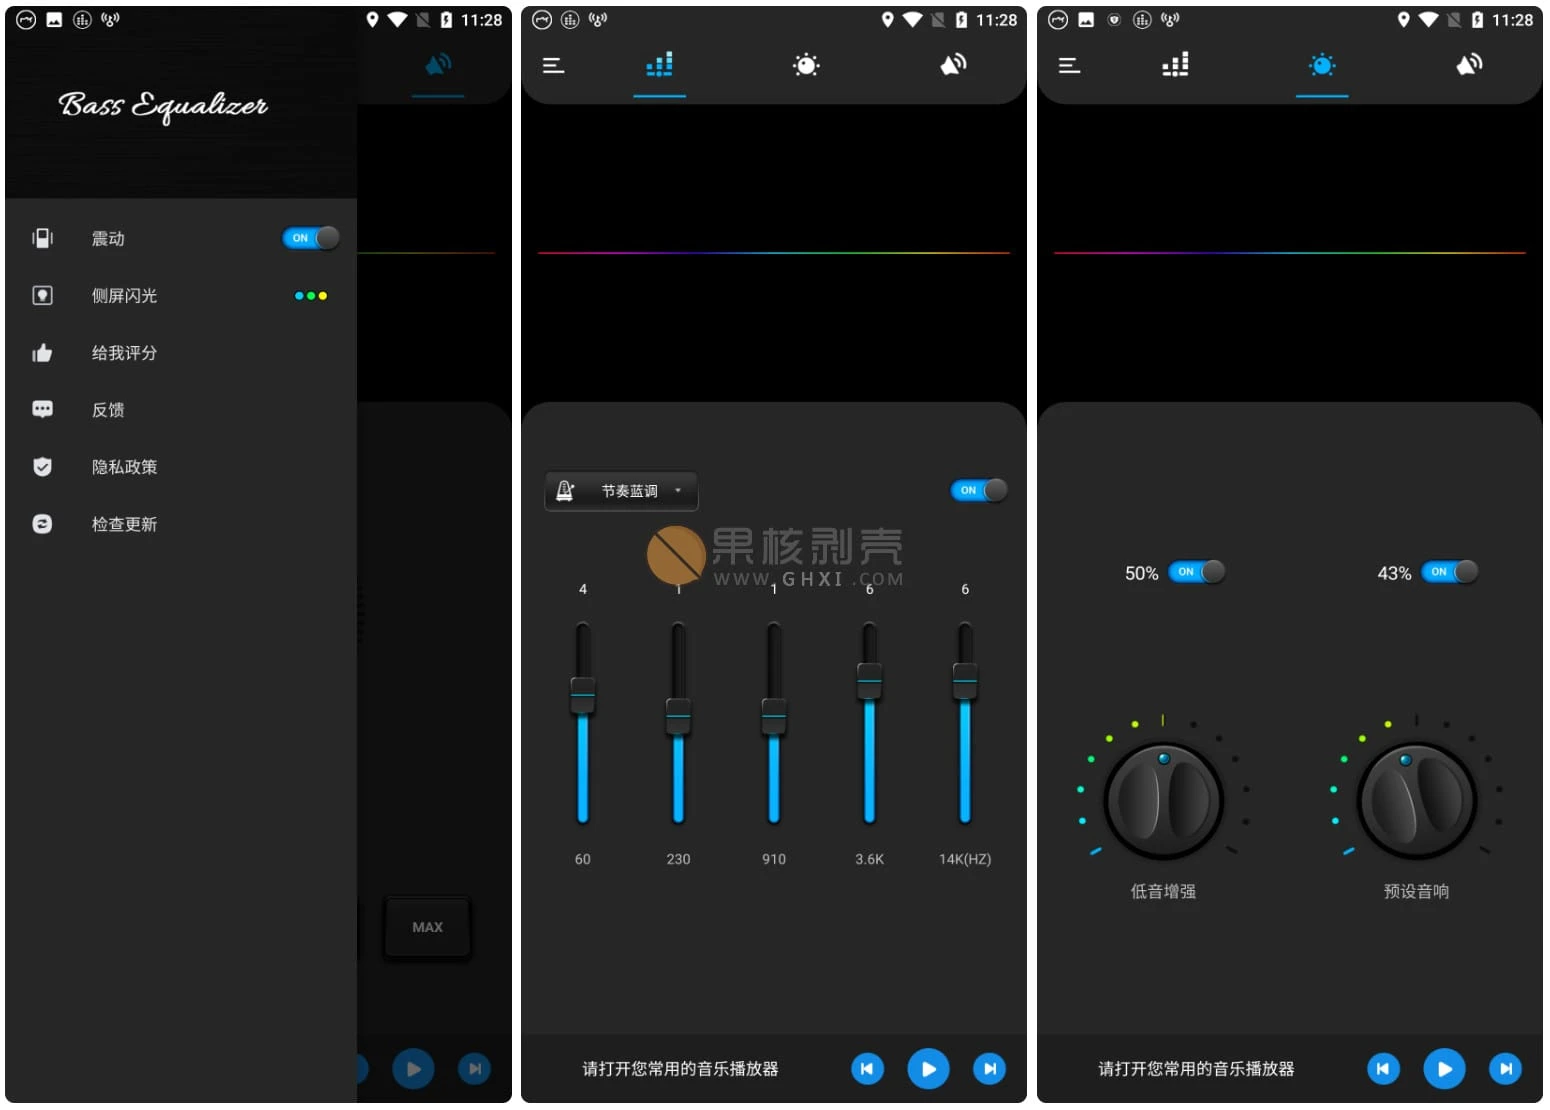 11:28
Bass Equalizer
震动
ON
侧屏闪光
给我评分
反馈
隐私政策
检查更新
MAX
11:28
节奏蓝调
ON
果核剥壳
WWW.GHXI.COM
4 1 1 6 6
60 230 910 3.6K 14K(HZ)
请打开您常用的音乐播放器
11:28
50% ON 43% ON
低音增强 预设音响
请打开您常用的音乐播放器